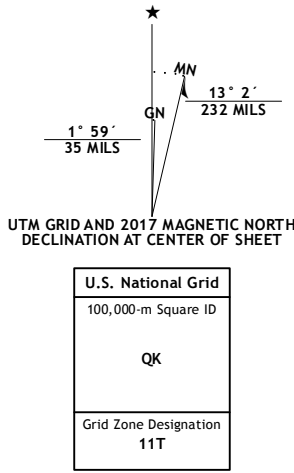 MN
GN
13° 2´
232 MILS
1° 59´
35 MILS
UTM GRID AND 2017 MAGNETIC NORTH
DECLINATION AT CENTER OF SHEET
U.S. National Grid
100,000-m Square ID
QK
Grid Zone Designation
11T